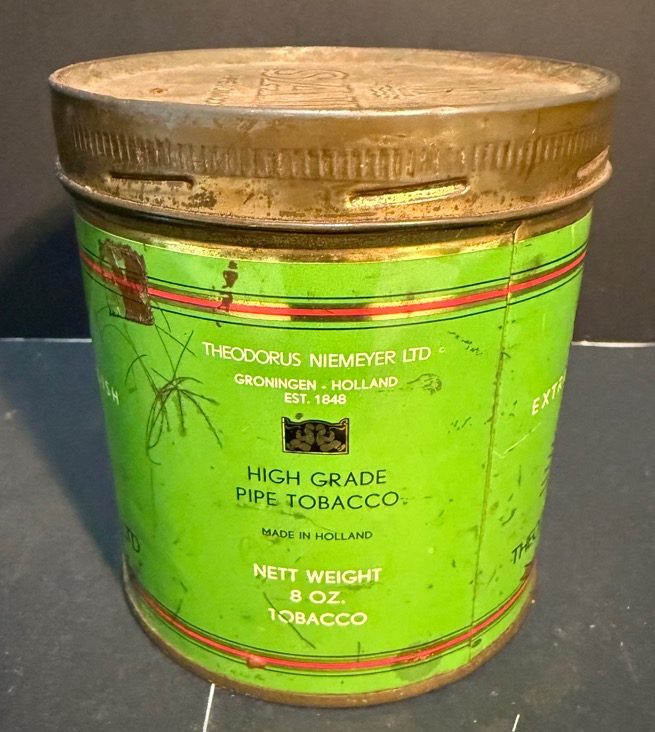 THEODORUS NIEMEYER LTD
GRONINGEN - HOLLAND
EST. 1848
HIGH GRADE
PIPE TOBACCO
MADE IN HOLLAND
NETT WEIGHT
8 OZ.
TOBACCO